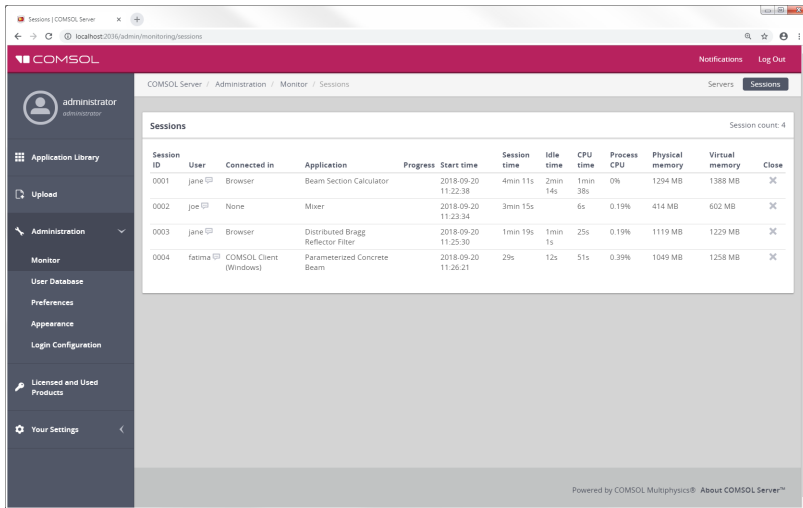 Sessions | COMSOL Server
localhost:2036/admin/monitoring/sessions
COMSOL
Notifications Log Out
administrator
administrator
COMSOL Server / Administration / Monitor / Sessions
Servers Sessions
Application Library
Upload
Administration
Monitor
User Database
Preferences
Appearance
Login Configuration
Licensed and Used
Products
Your Settings
Sessions
Session count: 4
Session ID User Connected in Application Progress Start time Session time Idle time CPU time Process CPU Physical memory Virtual memory Close
0001 jane Browser Beam Section Calculator 2018-09-20 11:22:38 4min 11s 2min 14s 1min 38s 0% 1294 MB 1388 MB
0002 joe None Mixer 2018-09-20 11:23:34 3min 15s 6s 0.19% 414 MB 602 MB
0003 jane Browser Distributed Bragg Reflector Filter 2018-09-20 11:25:30 1min 19s 1min 1s 25s 0.19% 1119 MB 1229 MB
0004 fatima COMSOL Client (Windows) Parameterized Concrete Beam 2018-09-20 11:26:21 29s 12s 51s 0.39% 1049 MB 1258 MB
Powered by COMSOL Multiphysics® About COMSOL Server™